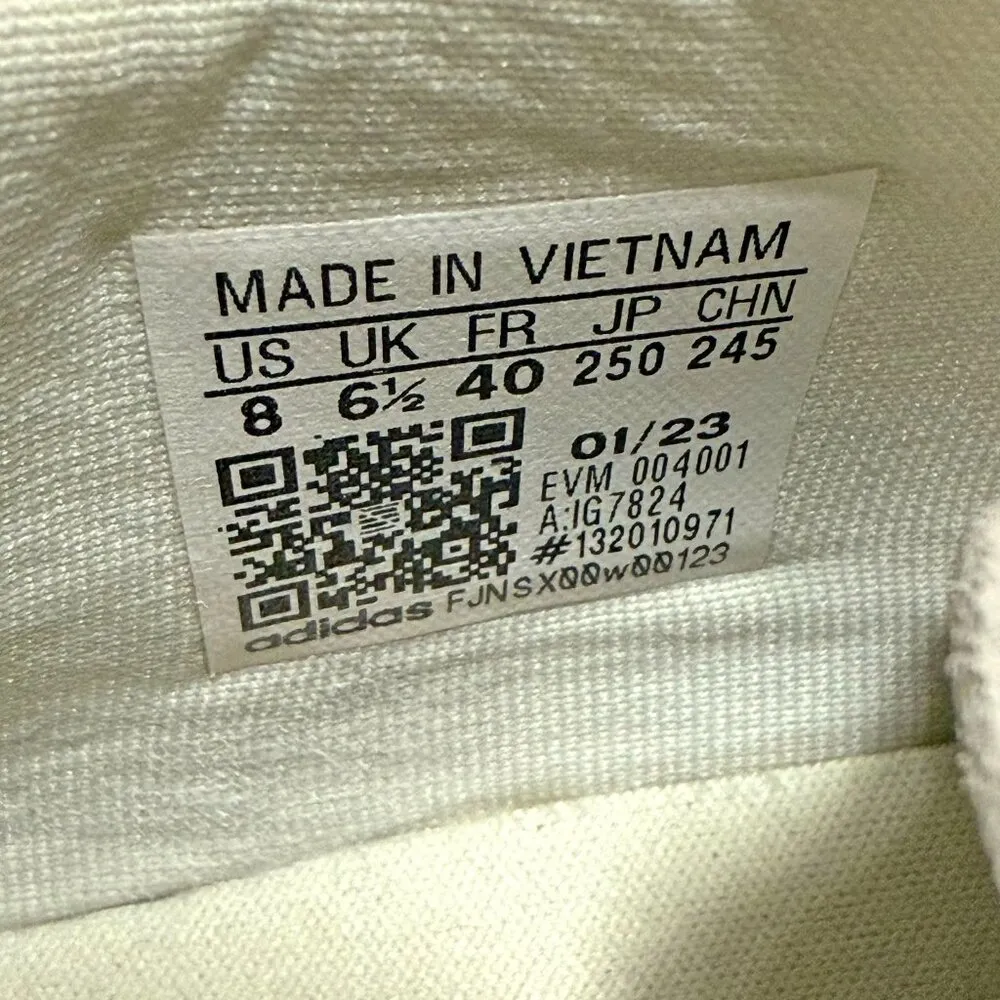 MADE IN VIETNAM
US UK FR JP CHN
8 6½ 40 250 245
01/23
EVM 004001
A:IG7824
#132010971
adidas FJNSX00w00123